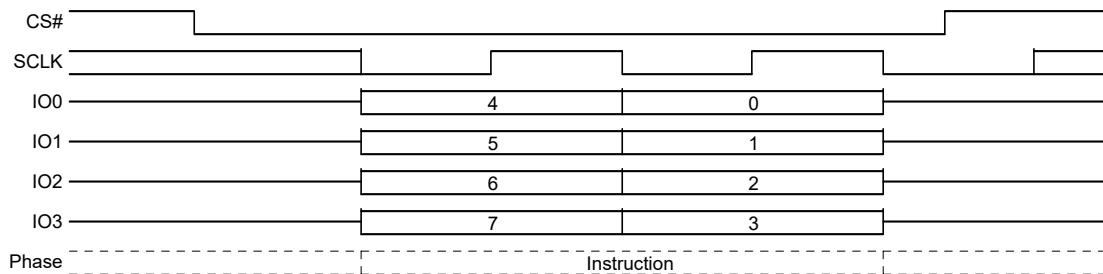 CS#
SCLK
IO0 4 0
IO1 5 1
IO2 6 2
IO3 7 3
Phase Instruction